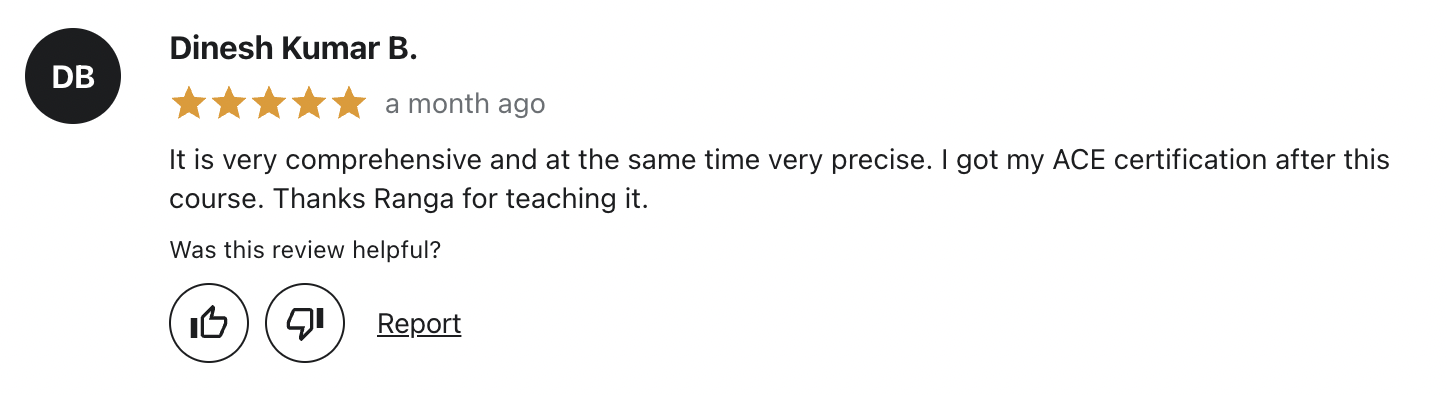 DB
Dinesh Kumar B.
a month ago
It is very comprehensive and at the same time very precise. I got my ACE certification after this
course. Thanks Ranga for teaching it.
Was this review helpful?
Report